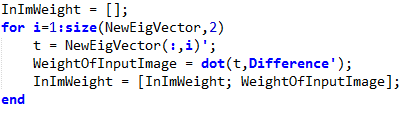 InImWeight = [];
for i=1:size(NewEigVector,2)
t = NewEigVector(:,i)';
WeightOfInputImage = dot(t,Difference');
InImWeight = [InImWeight; WeightOfInputImage];
end